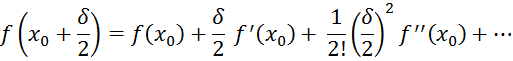 f(x₀ + δ/2) = f(x₀) + δ/2 f′(x₀) + 1/2! (δ/2)² f″(x₀) + ⋯